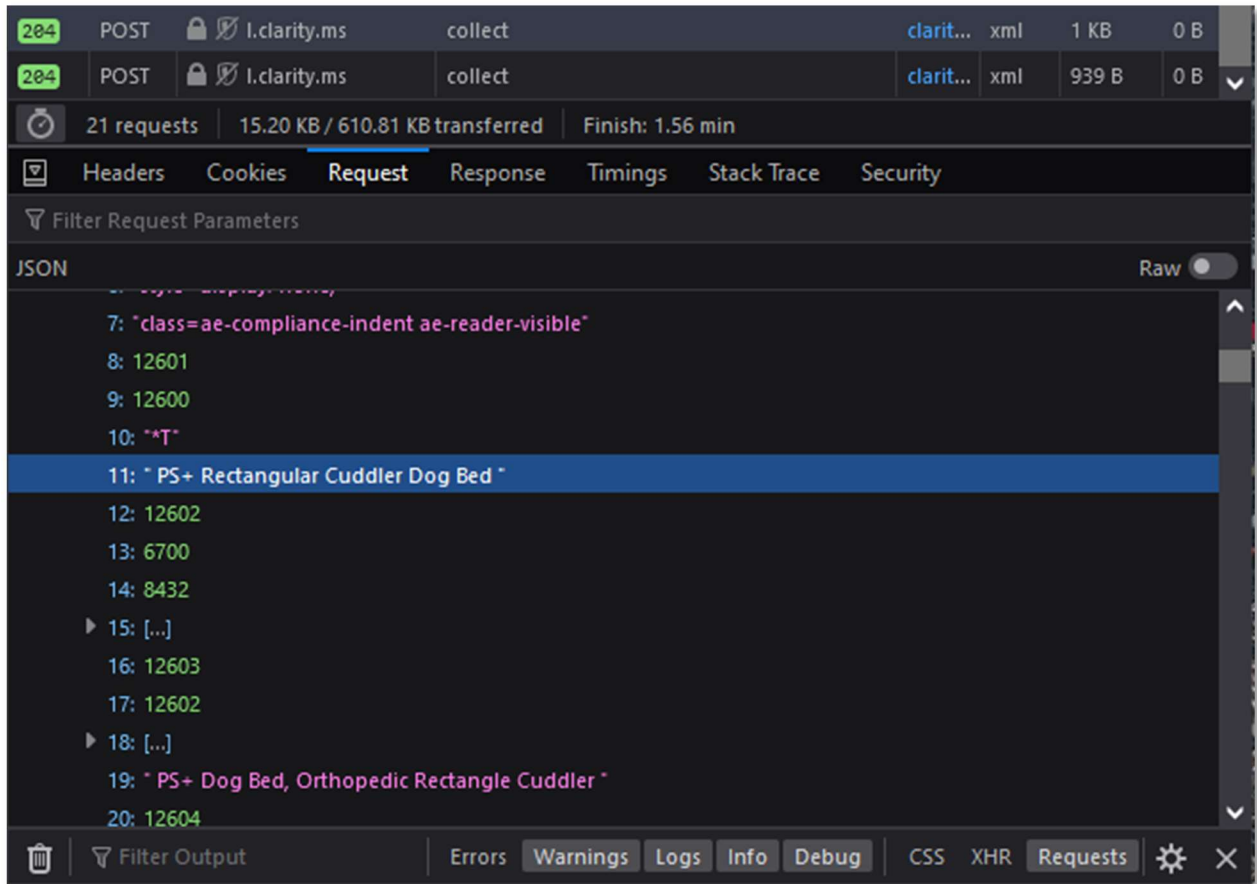 204 POST l.clarity.ms collect clarit... xml 1 KB 0 B
204 POST l.clarity.ms collect clarit... xml 939 B 0 B
21 requests 15.20 KB / 610.81 KB transferred Finish: 1.56 min
Headers Cookies Request Response Timings Stack Trace Security
Filter Request Parameters
JSON Raw
7: "class=ae-compliance-indent ae-reader-visible"
8: 12601
9: 12600
10: "*T"
11: " PS+ Rectangular Cuddler Dog Bed "
12: 12602
13: 6700
14: 8432
15: […]
16: 12603
17: 12602
18: […]
19: " PS+ Dog Bed, Orthopedic Rectangle Cuddler "
20: 12604
Filter Output Errors Warnings Logs Info Debug CSS XHR Requests